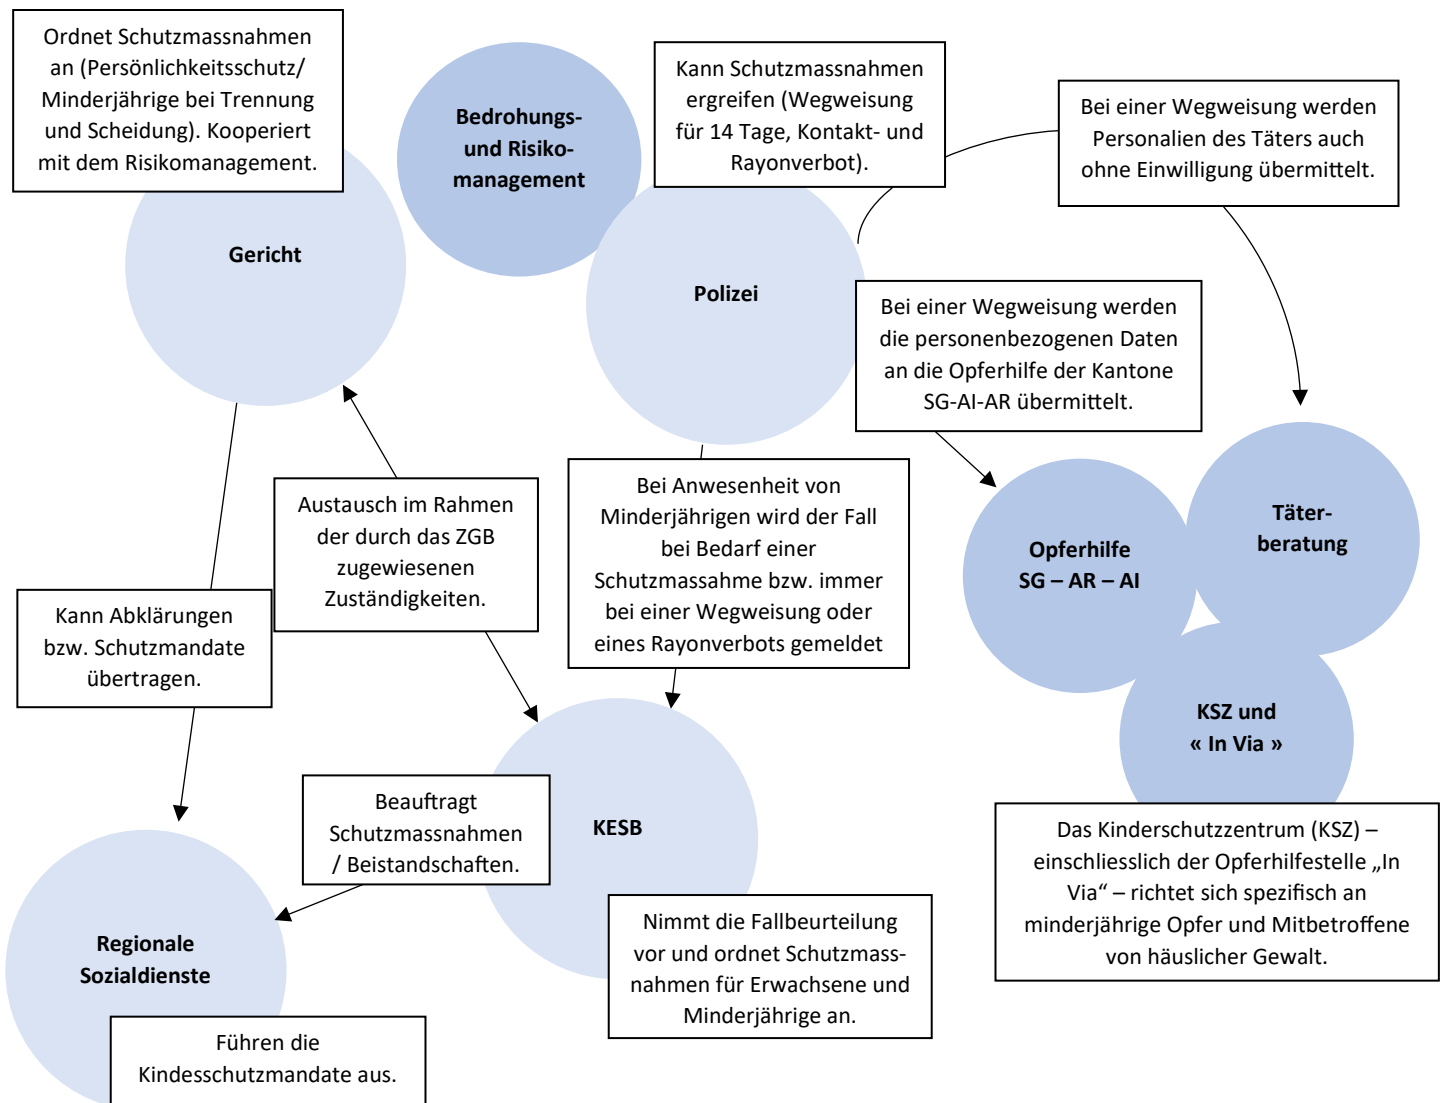 Ordnet Schutzmassnahmen
an (Persönlichkeitsschutz/
Minderjährige bei Trennung
und Scheidung). Kooperiert
mit dem Risikomanagement.
Gericht
Bedrohungs-
und Risiko-
management
Kann Schutzmassnahmen
ergreifen (Wegweisung
für 14 Tage, Kontakt- und
Rayonverbot).
Polizei
Bei einer Wegweisung werden
Personalien des Täters auch
ohne Einwilligung übermittelt.
Bei einer Wegweisung werden
die personenbezogenen Daten
an die Opferhilfe der Kantone
SG-AI-AR übermittelt.
Austausch im Rahmen
der durch das ZGB
zugewiesenen
Zuständigkeiten.
Bei Anwesenheit von
Minderjährigen wird der Fall
bei Bedarf einer
Schutzmassahme bzw. immer
bei einer Wegweisung oder
eines Rayonverbots gemeldet
Opferhilfe
SG – AR – AI
Täter-
beratung
Kann Abklärungen
bzw. Schutzmandate
übertragen.
KSZ und
« In Via »
Beauftragt
Schutzmassnahmen
/ Beistandschaften.
KESB
Das Kinderschutzzentrum (KSZ) –
einschliesslich der Opferhilfestelle „In
Via“ – richtet sich spezifisch an
minderjährige Opfer und Mitbetroffene
von häuslicher Gewalt.
Nimmt die Fallbeurteilung
vor und ordnet Schutzmass-
nahmen für Erwachsene und
Minderjährige an.
Regionale
Sozialdienste
Führen die
Kindesschutzmandate aus.